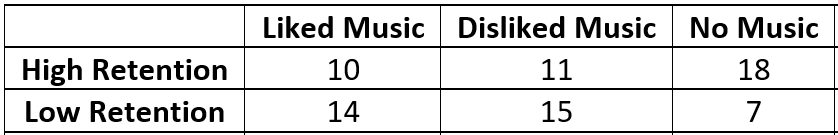 Liked Music Disliked Music No Music
High Retention 10 11 18
Low Retention 14 15 7